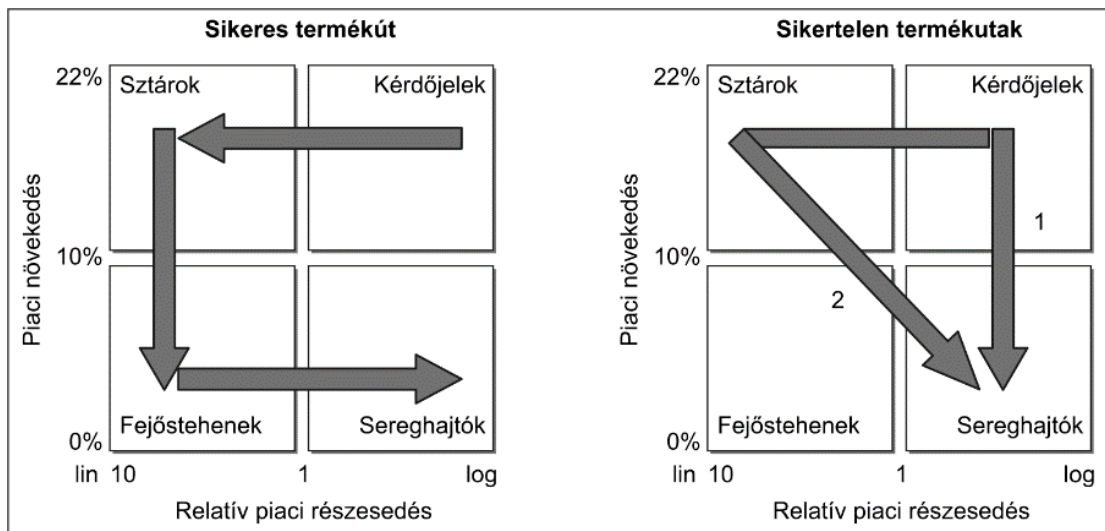 Sikeres termékút
22%
Sztárok
Kérdőjelek
Piaci növekedés
10%
Fejőstehenek
Sereghajtók
0%
lin 10 1 log
Relatív piaci részesedés
Sikertelen termékutak
22%
Sztárok
Kérdőjelek
Piaci növekedés
1
10%
2
Fejőstehenek
Sereghajtók
0%
lin 10 1 log
Relatív piaci részesedés